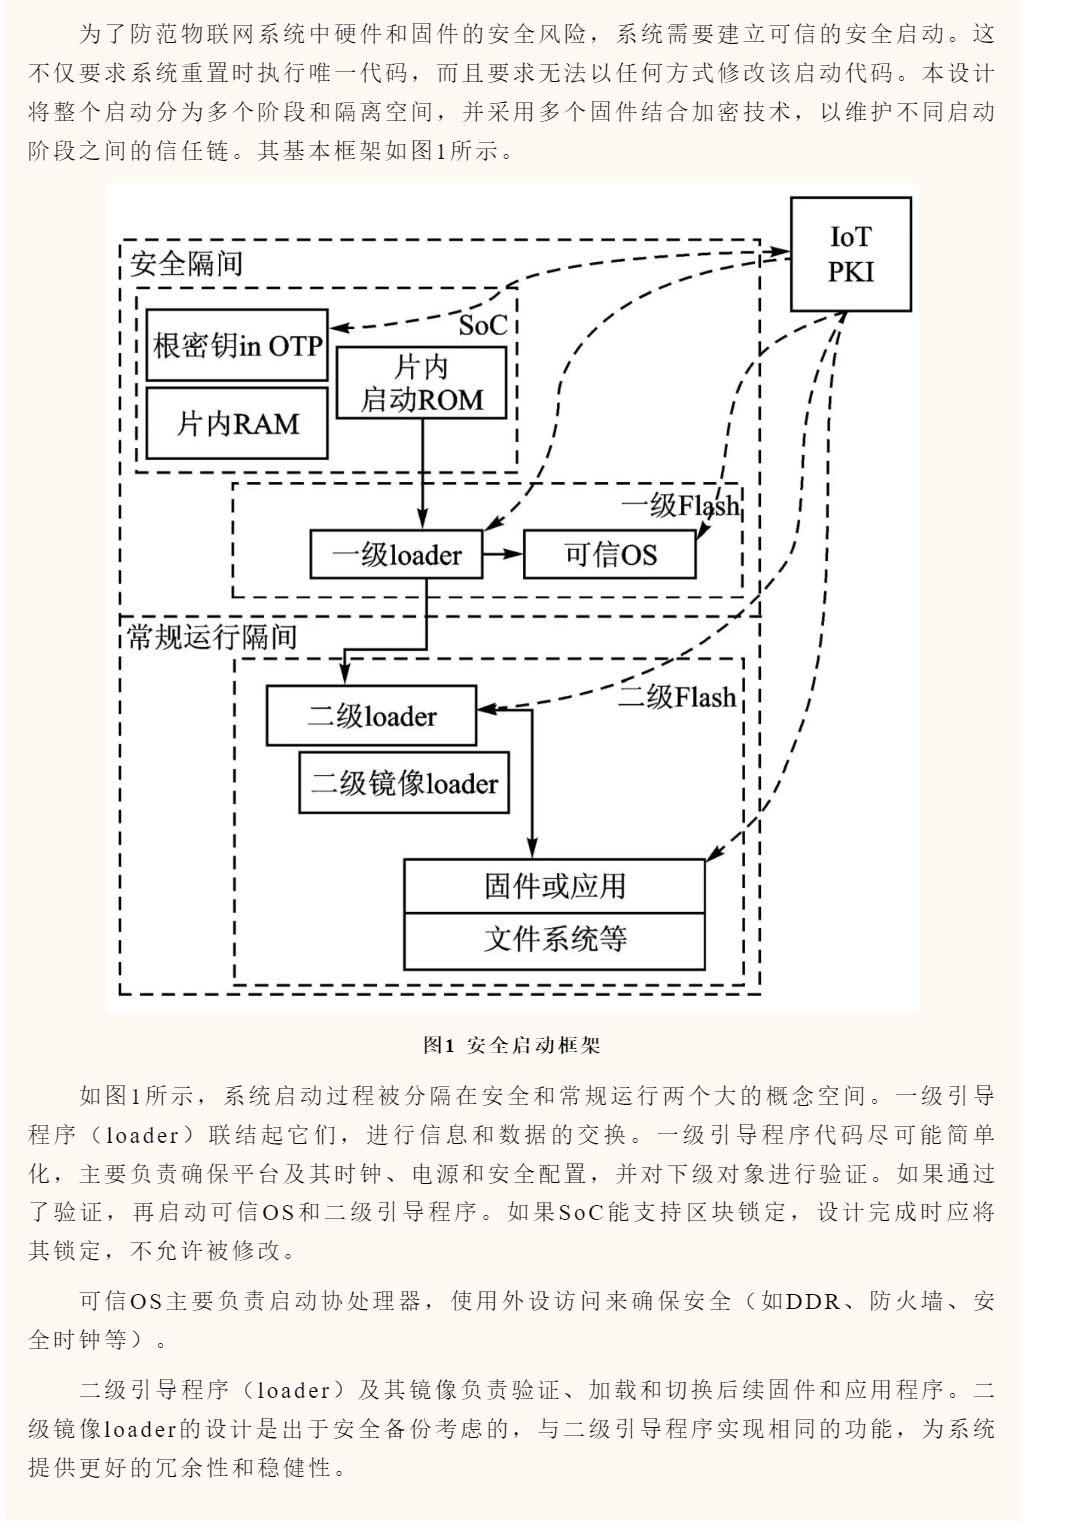 为了防范物联网系统中硬件和固件的安全风险，系统需要建立可信的安全启动。这
不仅要求系统重置时执行唯一代码，而且要求无法以任何方式修改该启动代码。本设计
将整个启动分为多个阶段和隔离空间，并采用多个固件结合加密技术，以维护不同启动
阶段之间的信任链。其基本框架如图1所示。
IoT
PKI
安全隔间
SoC
根密钥in OTP
片内
启动ROM
片内RAM
一级Flash
一级loader
可信OS
常规运行隔间
二级Flash
二级loader
二级镜像loader
固件或应用
文件系统等
图1 安全启动框架
如图1所示，系统启动过程被分隔在安全和常规运行两个大的概念空间。一级引导
程序（loader）联结起它们，进行信息和数据的交换。一级引导程序代码尽可能简单
化，主要负责确保平台及其时钟、电源和安全配置，并对下级对象进行验证。如果通过
了验证，再启动可信OS和二级引导程序。如果SoC能支持区块锁定，设计完成时应将
其锁定，不允许被修改。
可信OS主要负责启动协处理器，使用外设访问来确保安全（如DDR、防火墙、安
全时钟等）。
二级引导程序（loader）及其镜像负责验证、加载和切换后续固件和应用程序。二
级镜像loader的设计是出于安全备份考虑的，与二级引导程序实现相同的功能，为系统
提供更好的冗余性和稳健性。